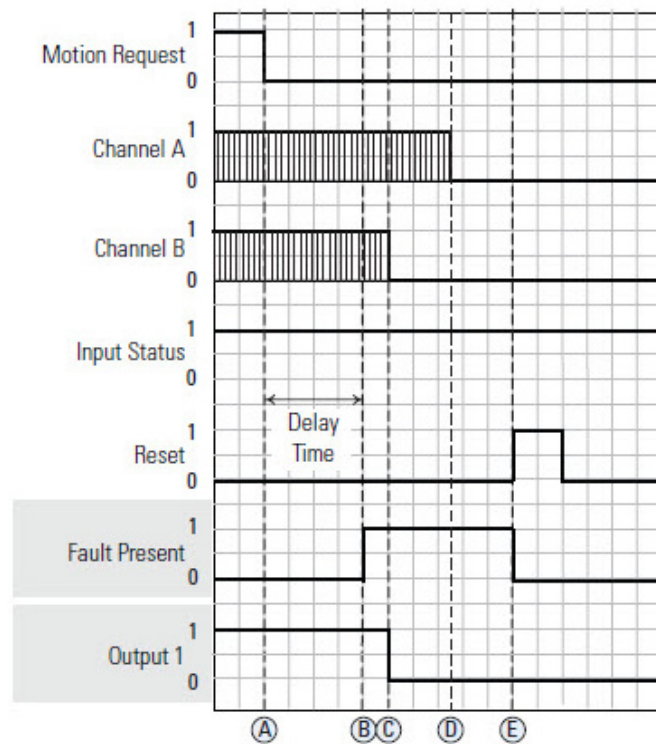 1
Motion Request
0
1
Channel A
0
1
Channel B
0
1
Input Status
0
Delay
Time
1
Reset
0
1
Fault Present
0
1
Output 1
0
Ⓐ Ⓑ Ⓒ Ⓓ Ⓔ